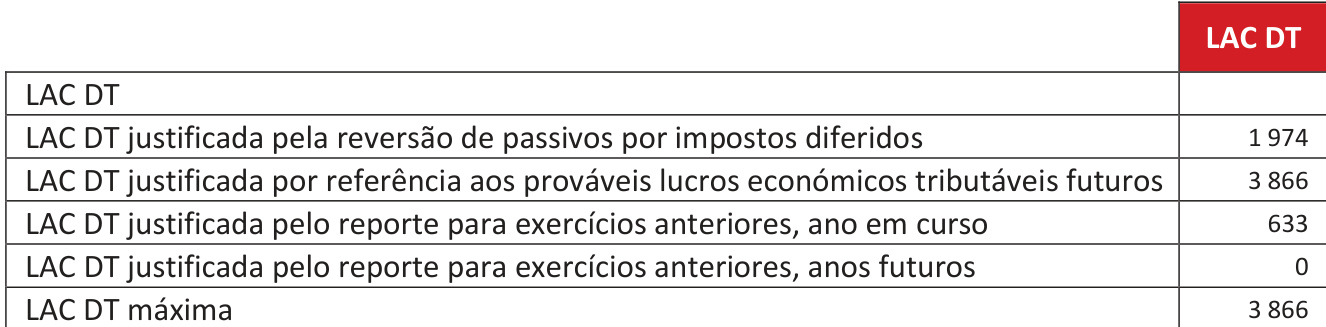 LAC DT
LAC DT
LAC DT justificada pela reversão de passivos por impostos diferidos 1 974
LAC DT justificada por referência aos prováveis lucros económicos tributáveis futuros 3 866
LAC DT justificada pelo reporte para exercícios anteriores, ano em curso 633
LAC DT justificada pelo reporte para exercícios anteriores, anos futuros 0
LAC DT máxima 3 866